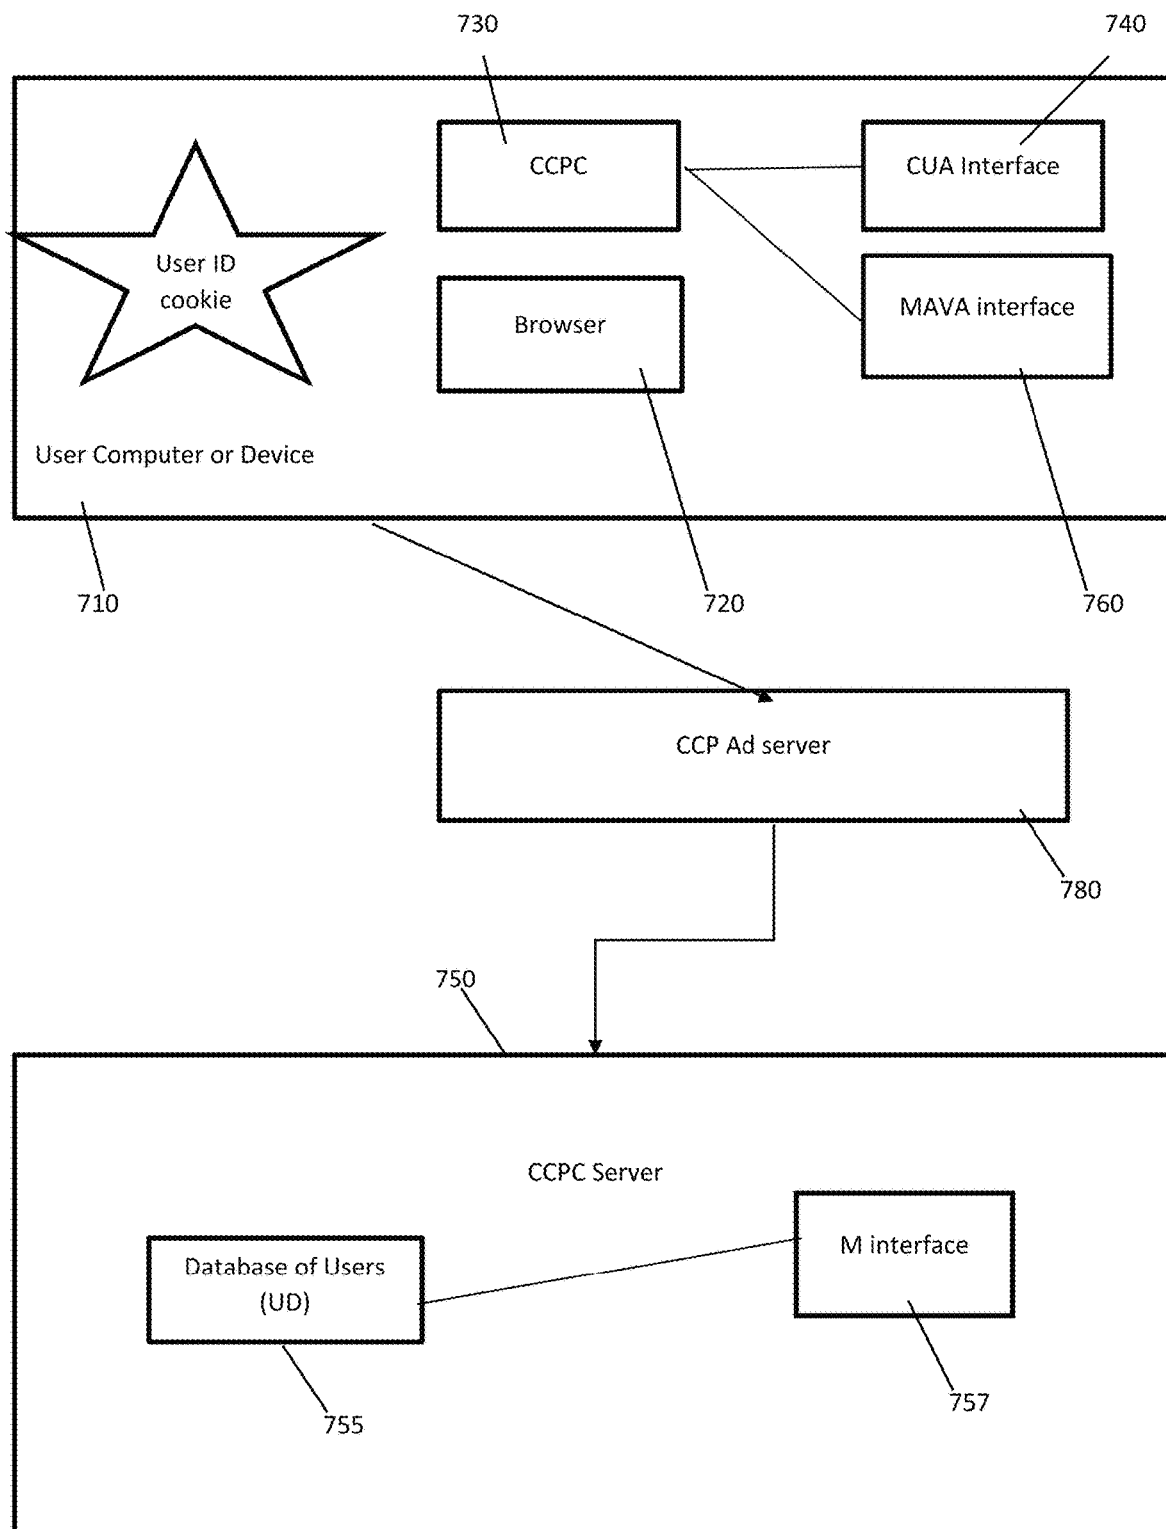 730
740
CCPC
CUA Interface
User ID
cookie
MAVA interface
Browser
User Computer or Device
710
720
760
CCP Ad server
780
750
CCPC Server
M interface
Database of Users
(UD)
757
755